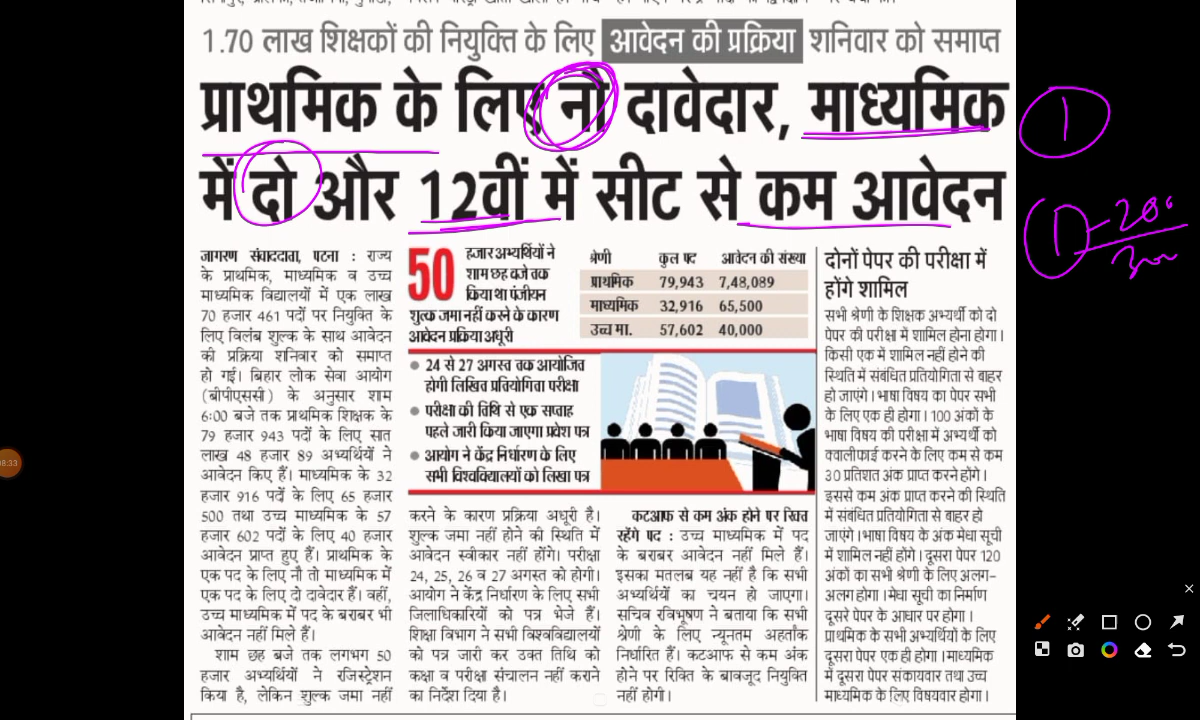 1.70 लाख शिक्षकों की नियुक्ति के लिए आवेदन की प्रक्रिया शनिवार को समाप्त
प्राथमिक के लिए नौ दावेदार, माध्यमिक
में दो और 12वीं में सीट से कम आवेदन
जागरण संवाददाता, पटना : राज्य
के प्राथमिक, माध्यमिक व उच्च
माध्यमिक विद्यालयों में एक लाख
70 हजार 461 पदों पर नियुक्ति के
लिए विलंब शुल्क के साथ आवेदन
की प्रक्रिया शनिवार को समाप्त
हो गई। बिहार लोक सेवा आयोग
(बीपीएससी) के अनुसार शाम
6:00 बजे तक प्राथमिक शिक्षक के
79 हजार 943 पदों के लिए सात
लाख 48 हजार 89 अभ्यर्थियों ने
आवेदन किए हैं। माध्यमिक के 32
हजार 916 पदों के लिए 65 हजार
500 तथा उच्च माध्यमिक के 57
हजार 602 पदों के लिए 40 हजार
आवेदन प्राप्त हुए हैं। प्राथमिक के
एक पद के लिए नौ तो माध्यमिक में
एक पद के लिए दो दावेदार हैं। वहीं,
उच्च माध्यमिक में पद के बराबर भी
आवेदन नहीं मिले हैं।
शाम छह बजे तक लगभग 50
हजार अभ्यर्थियों ने रजिस्ट्रेशन
किया है, लेकिन शुल्क जमा नहीं
50 हजार अभ्यर्थियों ने
शाम छह बजे तक
किया था पंजीयन
शुल्क जमा नहीं करने के कारण
आवेदन प्रक्रिया अधूरी
श्रेणी कुल पद आवेदन की संख्या
प्राथमिक 79,943 7,48,089
माध्यमिक 32,916 65,500
उच्च मा. 57,602 40,000
● 24 से 27 अगस्त तक आयोजित
होगी लिखित प्रतियोगिता परीक्षा
● परीक्षा की तिथि से एक सप्ताह
पहले जारी किया जाएगा प्रवेश पत्र
● आयोग ने केंद्र निर्धारण के लिए
सभी विश्वविद्यालयों को लिखा पत्र
करने के कारण प्रक्रिया अधूरी है।
शुल्क जमा नहीं होने की स्थिति में
आवेदन स्वीकार नहीं होंगे। परीक्षा
24, 25, 26 व 27 अगस्त को होगी।
आयोग ने केंद्र निर्धारण के लिए सभी
जिलाधिकारियों को पत्र भेजे हैं।
शिक्षा विभाग ने सभी विश्वविद्यालयों
को पत्र जारी कर उक्त तिथि को
कक्षा व परीक्षा संचालन नहीं कराने
का निर्देश दिया है।
कटआफ से कम अंक होने पर रिक्त
रहेंगे पद : उच्च माध्यमिक में पद
के बराबर आवेदन नहीं मिले हैं।
इसका मतलब यह नहीं है कि सभी
अभ्यर्थियों का चयन हो जाएगा।
सचिव रविभूषण ने बताया कि सभी
श्रेणी के लिए न्यूनतम अहर्तांक
निर्धारित हैं। कटआफ से कम अंक
होने पर रिक्ति के बावजूद नियुक्ति
नहीं होगी।
दोनों पेपर की परीक्षा में
होंगे शामिल
सभी श्रेणी के शिक्षक अभ्यर्थी को दो
पेपर की परीक्षा में शामिल होना होगा।
किसी एक में शामिल नहीं होने की
स्थिति में संबंधित प्रतियोगिता से बाहर
हो जाएंगे। भाषा विषय का पेपर सभी
के लिए एक ही होगा। 100 अंकों के
भाषा विषय की परीक्षा में अभ्यर्थी को
क्वालीफाई करने के लिए कम से कम
30 प्रतिशत अंक प्राप्त करने होंगे।
इससे कम अंक प्राप्त करने की स्थिति
में संबंधित प्रतियोगिता से बाहर हो
जाएंगे। भाषा विषय के अंक मेधा सूची
में शामिल नहीं होंगे। दूसरा पेपर 120
अंकों का सभी श्रेणी के लिए अलग-
अलग होगा। मेधा सूची का निर्माण
दूसरे पेपर के आधार पर होगा।
प्राथमिक के सभी अभ्यर्थियों के लिए
दूसरा पेपर एक ही होगा। माध्यमिक
में दूसरा पेपर संकायवार तथा उच्च
माध्यमिक के लिए विषयवार होगा।
1
1 - 200
300
8:33